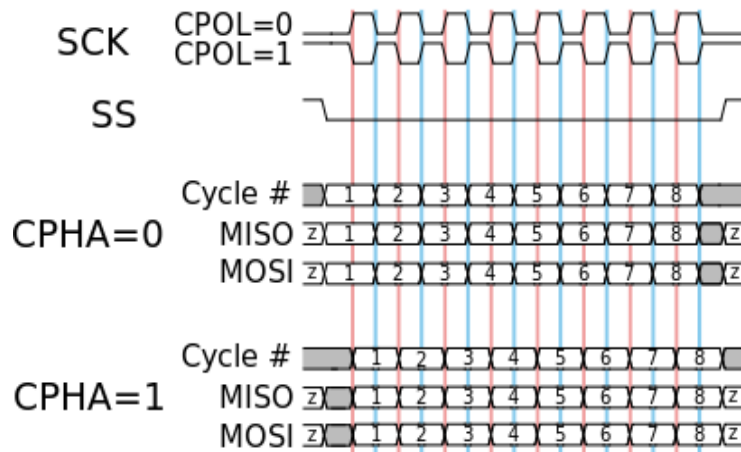 SCK CPOL=0
CPOL=1
SS
Cycle # 1 2 3 4 5 6 7 8
CPHA=0
MISO z 1 2 3 4 5 6 7 8 z
MOSI z 1 2 3 4 5 6 7 8 z
Cycle # 1 2 3 4 5 6 7 8
CPHA=1
MISO z 1 2 3 4 5 6 7 8 z
MOSI z 1 2 3 4 5 6 7 8 z